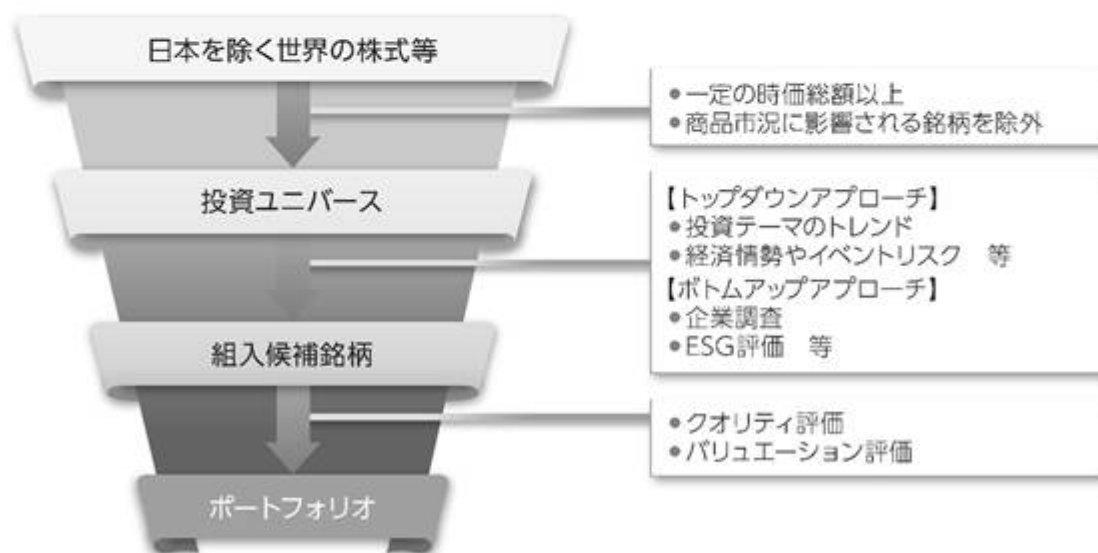 日本を除く世界の株式等
●一定の時価総額以上
●商品市況に影響される銘柄を除外
投資ユニバース
【トップダウンアプローチ】
●投資テーマのトレンド
●経済情勢やイベントリスク　等
【ボトムアップアプローチ】
●企業調査
●ESG評価　等
組入候補銘柄
●クオリティ評価
●バリュエーション評価
ポートフォリオ